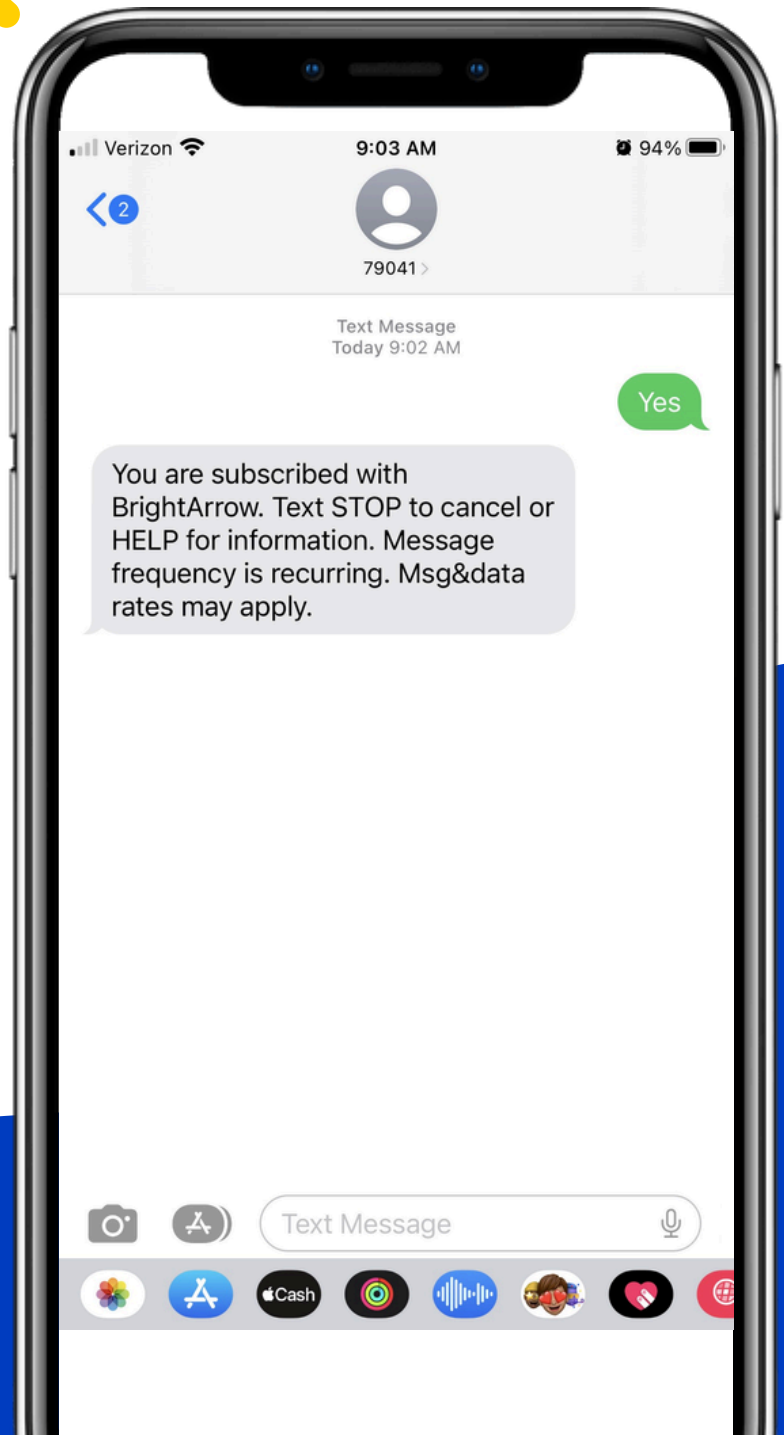 Verizon 9:03 AM 94%
2
79041
Text Message
Today 9:02 AM
Yes
You are subscribed with
BrightArrow. Text STOP to cancel or
HELP for information. Message
frequency is recurring. Msg&data
rates may apply.
Text Message
Cash